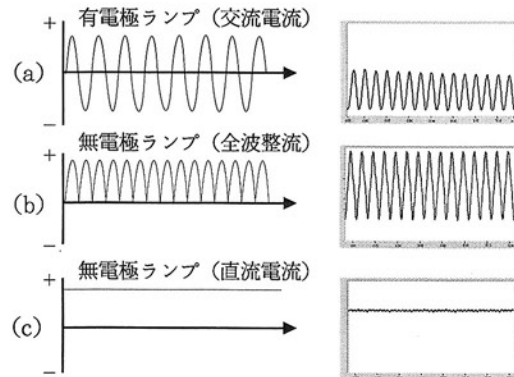 +
有電極ランプ（交流電流）
(a)
−
無電極ランプ（全波整流）
+
(b)
−
無電極ランプ（直流電流）
+
(c)
−